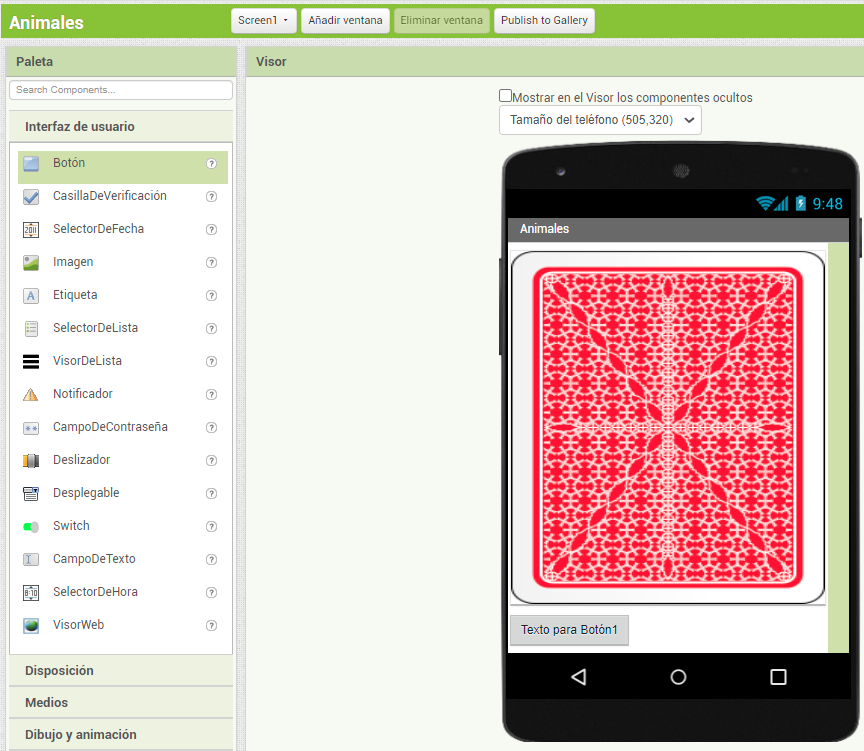 Animales
Screen1
Añadir ventana
Eliminar ventana
Publish to Gallery
Paleta
Visor
Search Components...
Mostrar en el Visor los componentes ocultos
Tamaño del teléfono (505,320)
Interfaz de usuario
Botón ?
CasillaDeVerificación ?
SelectorDeFecha ?
Imagen ?
Etiqueta ?
SelectorDeLista ?
VisorDeLista ?
Notificador ?
CampoDeContraseña ?
Deslizador ?
Desplegable ?
Switch ?
CampoDeTexto ?
SelectorDeHora ?
VisorWeb ?
Disposición
Medios
Dibujo y animación
9:48
Animales
Texto para Botón1